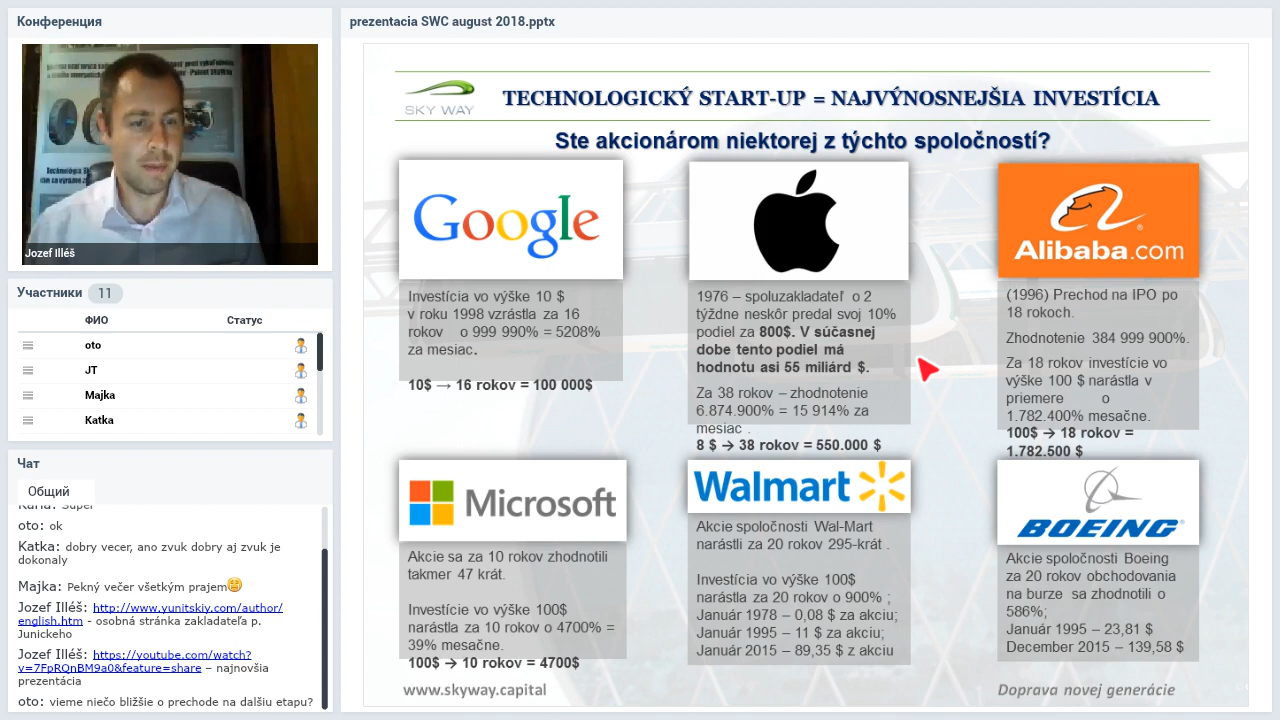 Конференция
Jozef Illéš
Участники 11
ФИО Статус
oto
JT
Majka
Katka
Чат
Общий
oto: ok
Katka: dobry vecer, ano zvuk dobry aj zvuk je
dokonaly
Majka: Pekný večer všetkým prajem
Jozef Illéš: http://www.yunitskiy.com/author/
english.htm - osobná stránka zakladateľa p.
Junickeho
Jozef Illéš: https://youtube.com/watch?
v=7FpRQnBM9a0&feature=share – najnovšia
prezentácia
oto: vieme niečo bližšie o prechode na dalšiu etapu?
prezentacia SWC august 2018.pptx
SKY WAY
TECHNOLOGICKÝ START-UP = NAJVÝNOSNEJŠIA INVESTÍCIA
Ste akcionárom niektorej z týchto spoločností?
Google
Investícia vo výške 10 $
v roku 1998 vzrástla za 16
rokov o 999 990% = 5208%
za mesiac.
10$ → 16 rokov = 100 000$
1976 – spoluzakladateľ o 2
týždne neskôr predal svoj 10%
podiel za 800$. V súčasnej
dobe tento podiel má
hodnotu asi 55 miliárd $.
Za 38 rokov – zhodnotenie
6.874.900% = 15 914% za
mesiac .
8 $ → 38 rokov = 550.000 $
Alibaba.com
(1996) Prechod na IPO po
18 rokoch.
Zhodnotenie 384 999 900%.
Za 18 rokov investície vo
výške 100 $ narástla v
priemere o
1.782.400% mesačne.
100$ → 18 rokov =
1.782.500 $
Microsoft
Akcie sa za 10 rokov zhodnotili
takmer 47 krát.
Investície vo výške 100$
narástla za 10 rokov o 4700% =
39% mesačne.
100$ → 10 rokov = 4700$
Walmart
Akcie spoločnosti Wal-Mart
narástli za 20 rokov 295-krát .
Investícia vo výške 100$
narástla za 20 rokov o 900% ;
Január 1978 – 0,08 $ za akciu;
Január 1995 – 11 $ za akciu;
Január 2015 – 89,35 $ z akciu
BOEING
Akcie spoločnosti Boeing
za 20 rokov obchodovania
na burze sa zhodnotili o
586%;
Január 1995 – 23,81 $
December 2015 – 139,58 $
www.skyway.capital
Doprava novej generácie